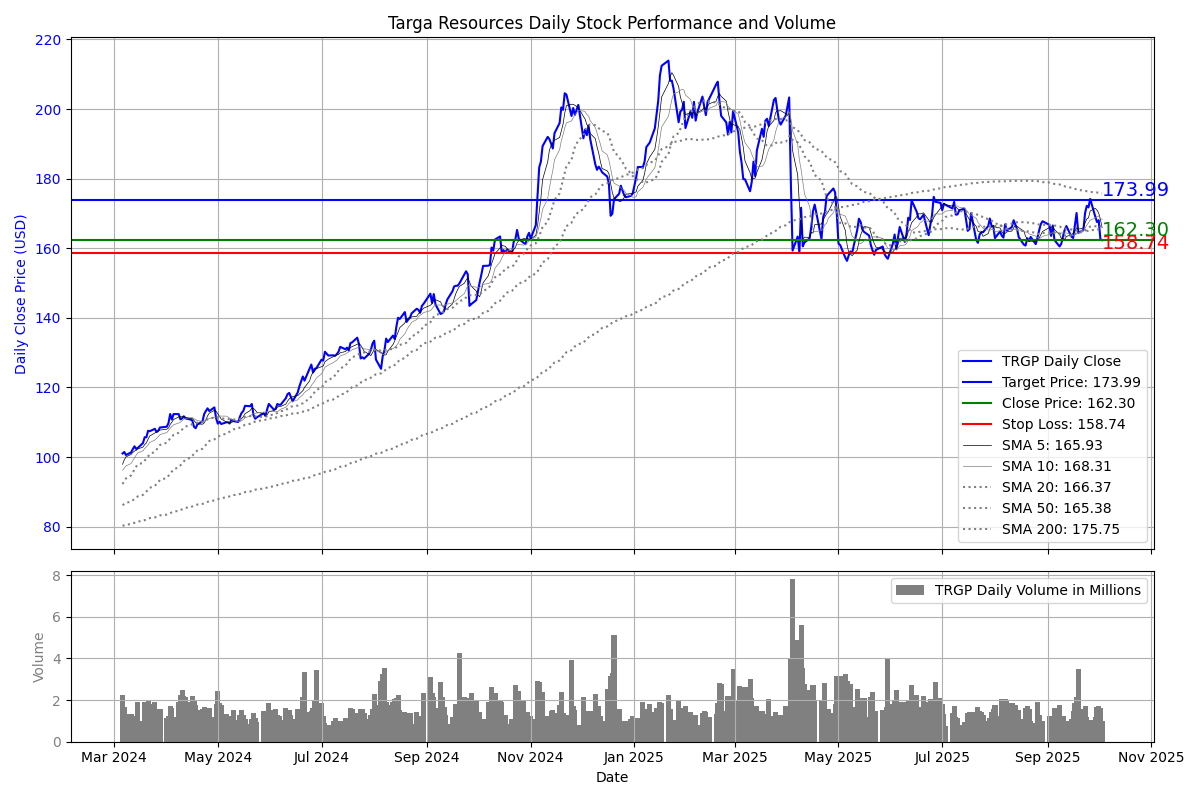 Targa Resources Daily Stock Performance and Volume
220
200
180
160
140
120
100
80
Daily Close Price (USD)
173.99
162.30
158.74
TRGP Daily Close
Target Price: 173.99
Close Price: 162.30
Stop Loss: 158.74
SMA 5: 165.93
SMA 10: 168.31
SMA 20: 166.37
SMA 50: 165.38
SMA 200: 175.75
8
6
4
2
0
Volume
TRGP Daily Volume in Millions
Mar 2024 May 2024 Jul 2024 Sep 2024 Nov 2024 Jan 2025 Mar 2025 May 2025 Jul 2025 Sep 2025 Nov 2025
Date